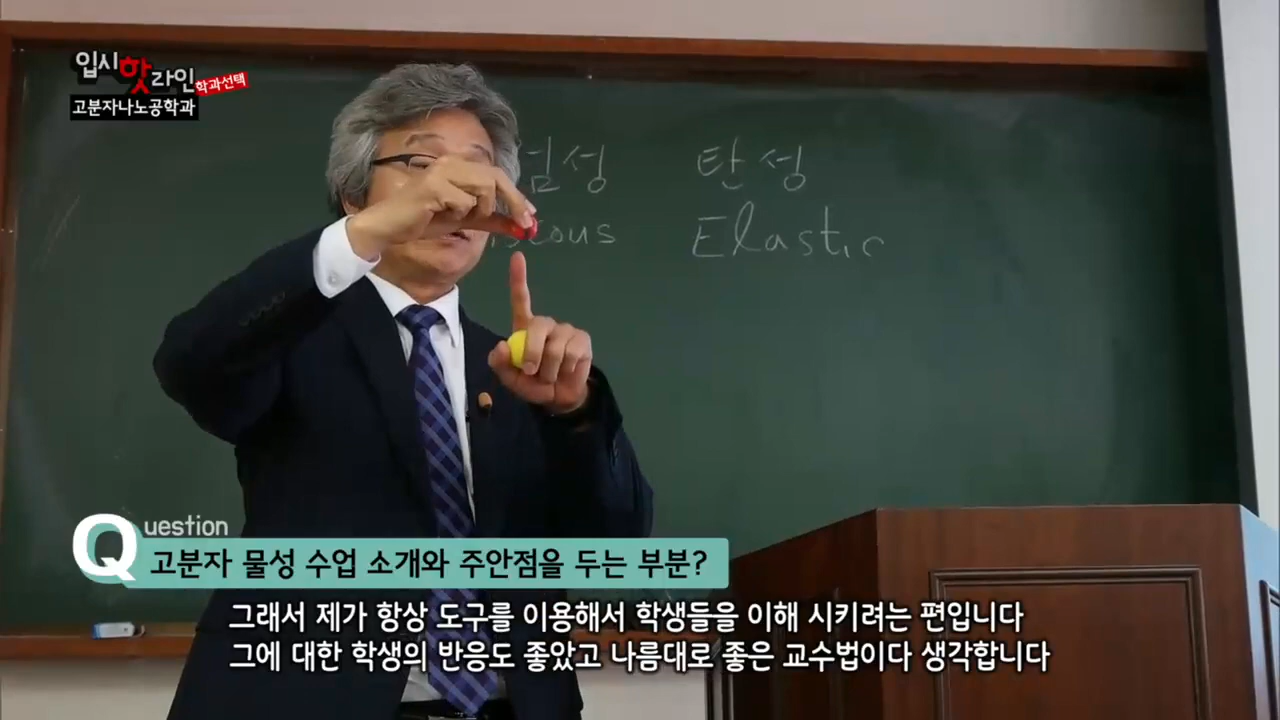 입시핫라인
학과선택
고분자나노공학과
점성 탄성
Elastic
Question
고분자 물성 수업 소개와 주안점을 두는 부분?
그래서 제가 항상 도구를 이용해서 학생들을 이해 시키려는 편입니다
그에 대한 학생의 반응도 좋았고 나름대로 좋은 교수법이다 생각합니다